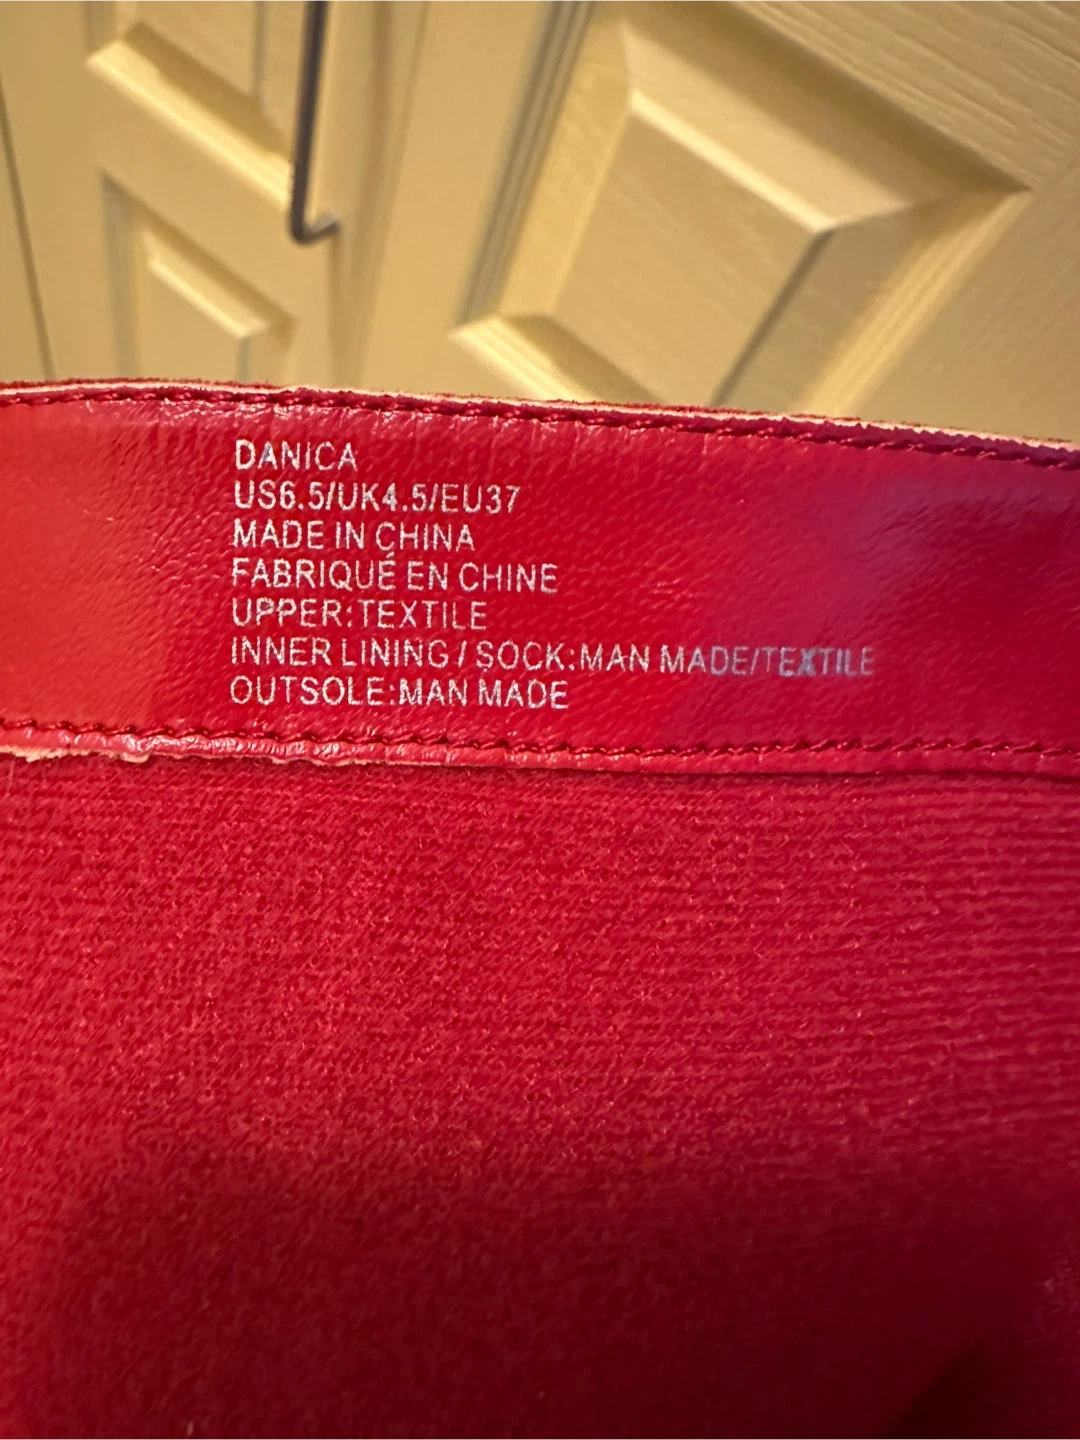 DANICA
US6.5/UK4.5/EU37
MADE IN CHINA
FABRIQUÉ EN CHINE
UPPER:TEXTILE
INNER LINING / SOCK:MAN MADE/TEXTILE
OUTSOLE:MAN MADE